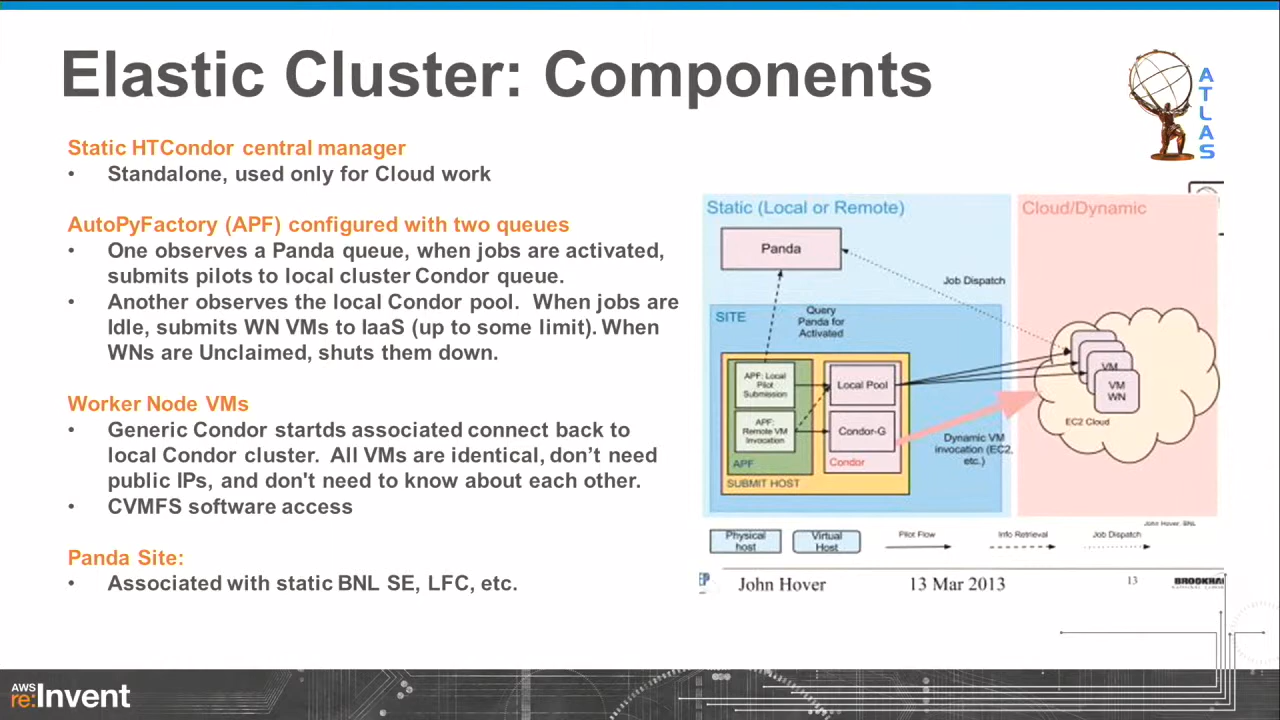 Elastic Cluster: Components
ATLAS
Static HTCondor central manager
• Standalone, used only for Cloud work
AutoPyFactory (APF) configured with two queues
• One observes a Panda queue, when jobs are activated,
submits pilots to local cluster Condor queue.
• Another observes the local Condor pool. When jobs are
Idle, submits WN VMs to IaaS (up to some limit). When
WNs are Unclaimed, shuts them down.
Worker Node VMs
• Generic Condor startds associated connect back to
local Condor cluster. All VMs are identical, don’t need
public IPs, and don't need to know about each other.
• CVMFS software access
Panda Site:
• Associated with static BNL SE, LFC, etc.
Static (Local or Remote)
Cloud/Dynamic
Panda
Job Dispatch
SITE
Query
Panda for
Activated
APF: Local
Pilot
Submission
Local Pool
APF:
Remote VM
Invocation
Condor-G
APF
Condor
SUBMIT HOST
VM
VM
WN
EC2 Cloud
Dynamic VM
invocation (EC2,
etc.)
John Hover, BNL
Physical
host
Virtual
Host
Pilot Flow
Info Retrieval
Job Dispatch
John Hover
13 Mar 2013
13
BROOKHA
AWS
re:Invent